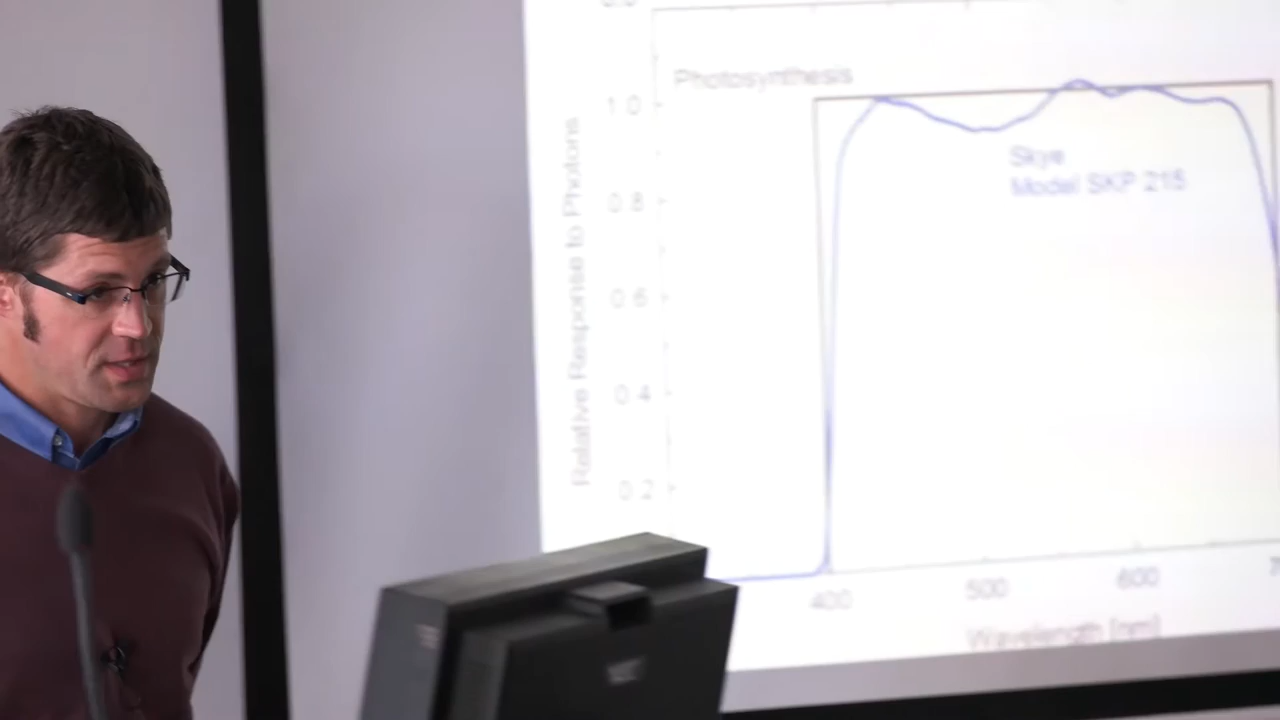 Photosynthesis
Relative Response to Photons
1.0
Skye
Model SKP 215
0.8
0.6
0.4
0.2
400
500
600
Wavelength [nm]